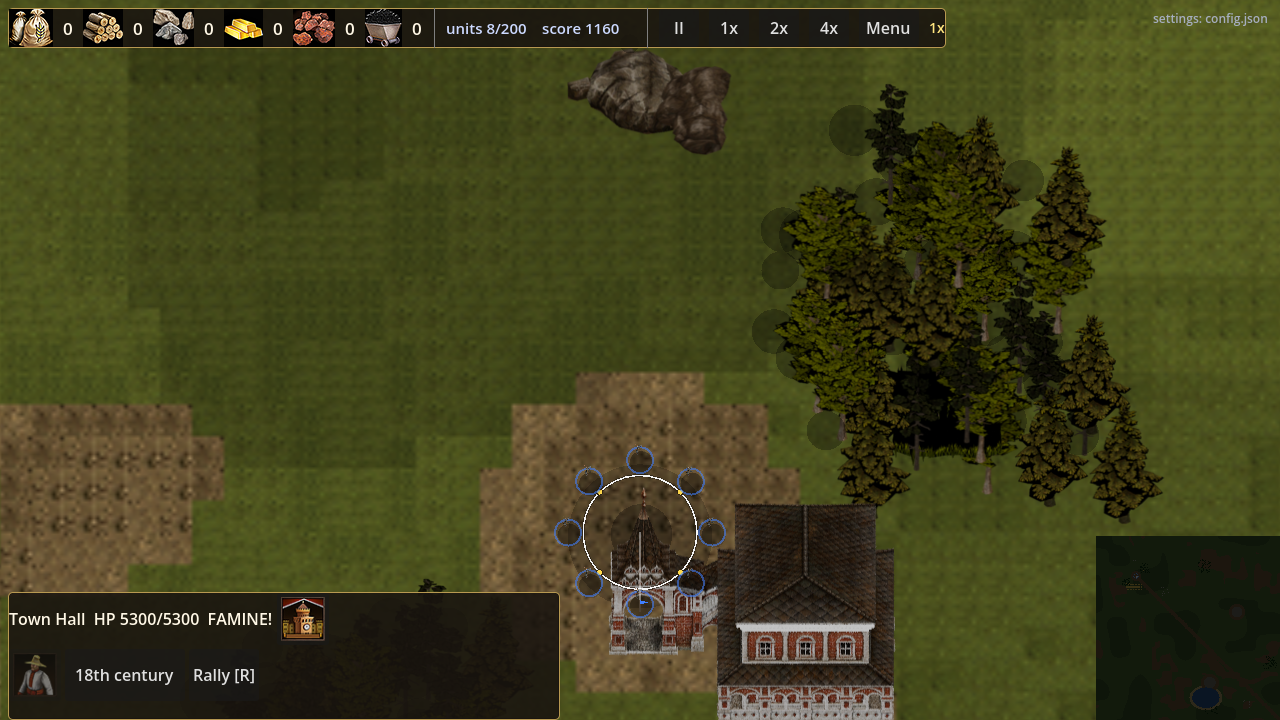 0 0 0 0 0 0 units 8/200 score 1160 II 1x 2x 4x Menu 1x
settings: config.json
Town Hall HP 5300/5300 FAMINE!
18th century Rally [R]